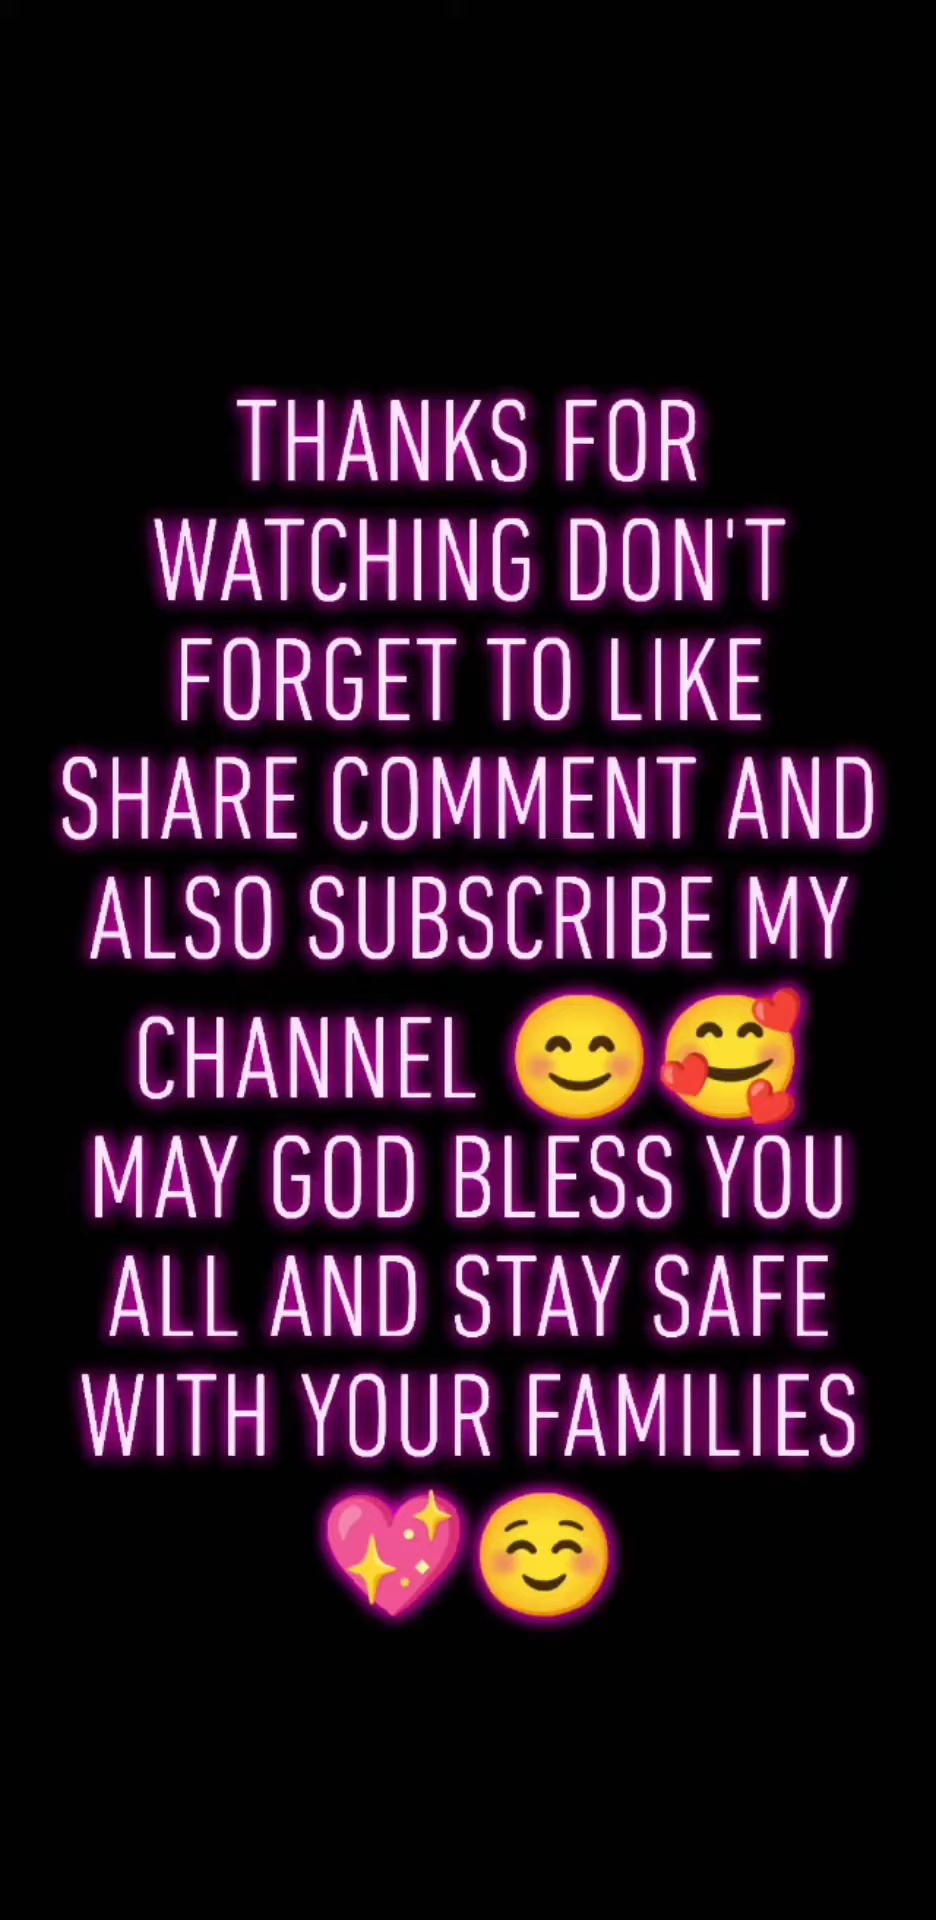 THANKS FOR
WATCHING DON'T
FORGET TO LIKE
SHARE COMMENT AND
ALSO SUBSCRIBE MY
CHANNEL 😊🥰
MAY GOD BLESS YOU
ALL AND STAY SAFE
WITH YOUR FAMILIES
💖☺️